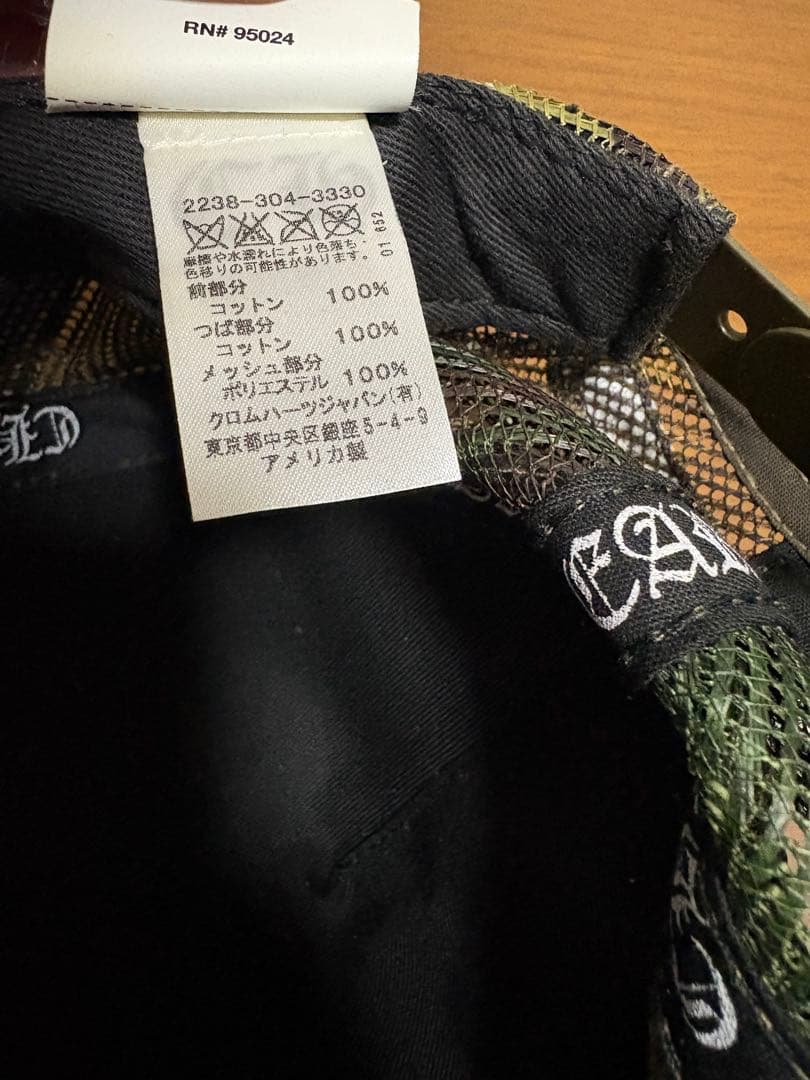 RN# 95024
2238-304-3330
01 652
摩擦や水濡れにより色落ち・
色移りの可能性があります。
前部分
コットン 100%
つば部分
コットン 100%
メッシュ部分
ポリエステル 100%
クロムハーツジャパン(有)
東京都中央区銀座5-4-9
アメリカ製
EA